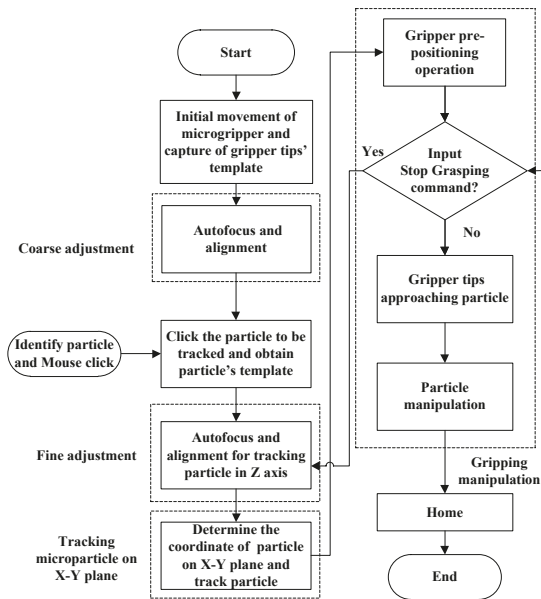 Start
Initial movement of
microgripper and
capture of gripper tips’
template
Coarse adjustment
Autofocus and
alignment
Identify particle
and Mouse click
Click the particle to be
tracked and obtain
particle’s template
Fine adjustment
Autofocus and
alignment for tracking
particle in Z axis
Tracking
microparticle on
X-Y plane
Determine the
coordinate of particle
on X-Y plane and
track particle
Gripper pre-
positioning
operation
Yes
Input
Stop Grasping
command?
No
Gripper tips
approaching particle
Particle
manipulation
Gripping
manipulation
Home
End